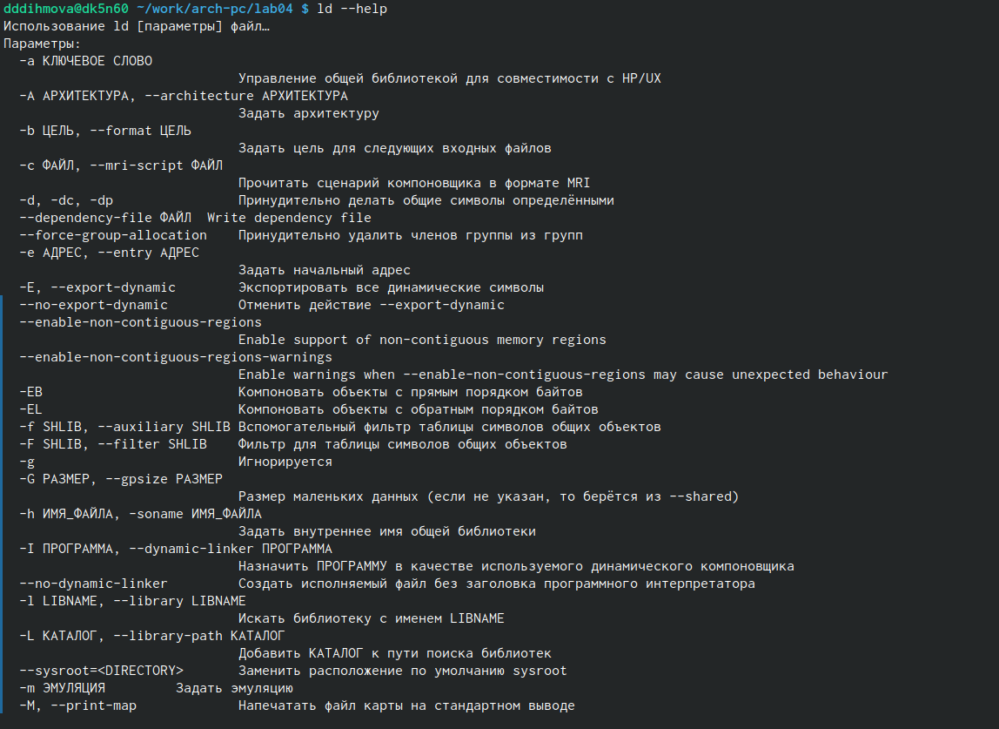 dddihmova@dk5n60 ~/work/arch-pc/lab04 $ ld --help
Использование ld [параметры] файл…
Параметры:
  -a КЛЮЧЕВОЕ СЛОВО
                              Управление общей библиотекой для совместимости с HP/UX
  -A АРХИТЕКТУРА, --architecture АРХИТЕКТУРА
                              Задать архитектуру
  -b ЦЕЛЬ, --format ЦЕЛЬ
                              Задать цель для следующих входных файлов
  -c ФАЙЛ, --mri-script ФАЙЛ
                              Прочитать сценарий компоновщика в формате MRI
  -d, -dc, -dp                Принудительно делать общие символы определёнными
  --dependency-file ФАЙЛ  Write dependency file
  --force-group-allocation    Принудительно удалить членов группы из групп
  -e АДРЕС, --entry АДРЕС
                              Задать начальный адрес
  -E, --export-dynamic        Экспортировать все динамические символы
  --no-export-dynamic         Отменить действие --export-dynamic
  --enable-non-contiguous-regions
                              Enable support of non-contiguous memory regions
  --enable-non-contiguous-regions-warnings
                              Enable warnings when --enable-non-contiguous-regions may cause unexpected behaviour
  -EB                         Компоновать объекты с прямым порядком байтов
  -EL                         Компоновать объекты с обратным порядком байтов
  -f SHLIB, --auxiliary SHLIB Вспомогательный фильтр таблицы символов общих объектов
  -F SHLIB, --filter SHLIB    Фильтр для таблицы символов общих объектов
  -g                          Игнорируется
  -G РАЗМЕР, --gpsize РАЗМЕР
                              Размер маленьких данных (если не указан, то берётся из --shared)
  -h ИМЯ_ФАЙЛА, -soname ИМЯ_ФАЙЛА
                              Задать внутреннее имя общей библиотеки
  -I ПРОГРАММА, --dynamic-linker ПРОГРАММА
                              Назначить ПРОГРАММУ в качестве используемого динамического компоновщика
  --no-dynamic-linker         Создать исполняемый файл без заголовка программного интерпретатора
  -l LIBNAME, --library LIBNAME
                              Искать библиотеку с именем LIBNAME
  -L КАТАЛОГ, --library-path КАТАЛОГ
                              Добавить КАТАЛОГ к пути поиска библиотек
  --sysroot=<DIRECTORY>       Заменить расположение по умолчанию sysroot
  -m ЭМУЛЯЦИЯ         Задать эмуляцию
  -M, --print-map             Напечатать файл карты на стандартном выводе